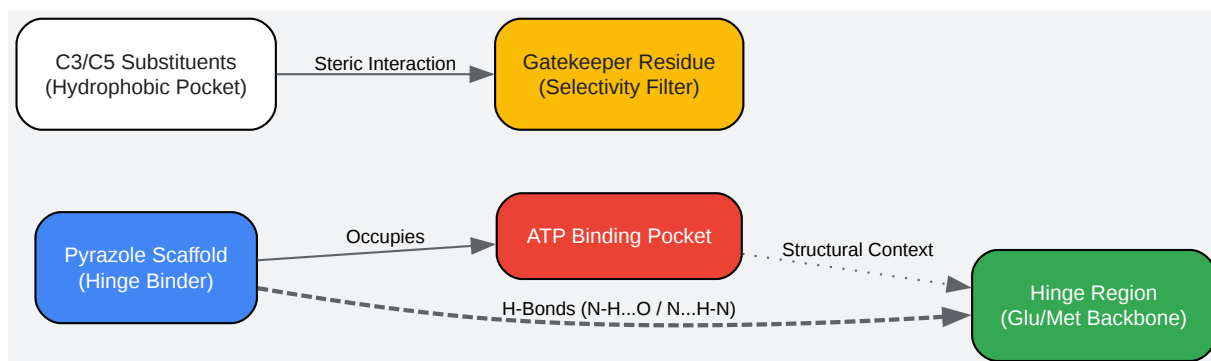 C3/C5 Substituents
(Hydrophobic Pocket)
Steric Interaction
Gatekeeper Residue
(Selectivity Filter)
Pyrazole Scaffold
(Hinge Binder)
Occupies
ATP Binding Pocket
Structural Context
H-Bonds (N-H...O / N...H-N)
Hinge Region
(Glu/Met Backbone)